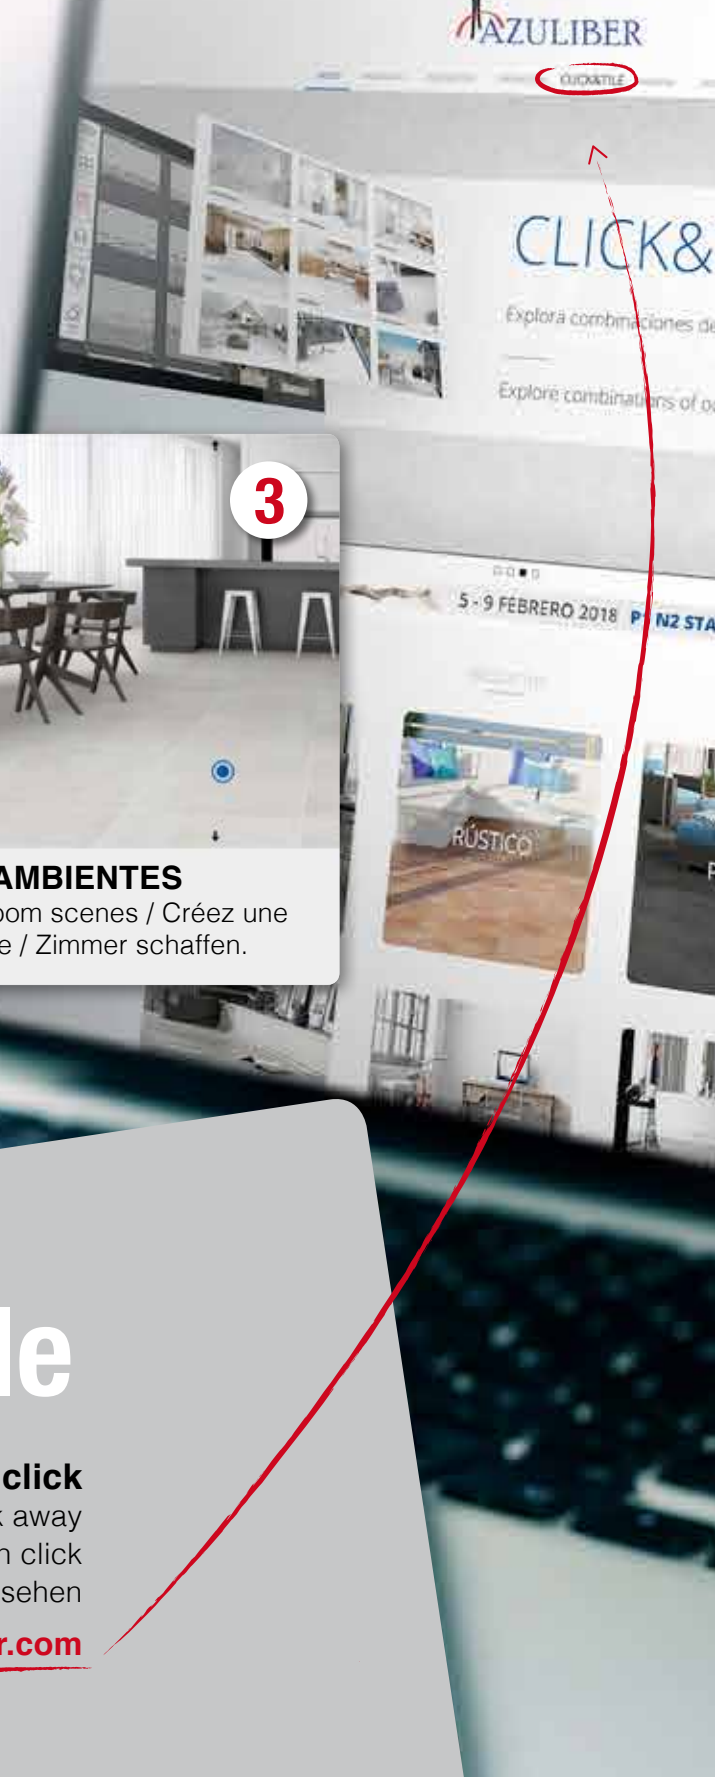 AZULIBER
CLICK&TILE
CLICK&
Explora combinaciones de
Explore combinations of
3
5 - 9 FEBRERO 2018 P N2 STA
RÚSTICO
P
AMBIENTES
oom scenes / Créez une
e / Zimmer schaffen.
le
click
k away
n click
sehen
r.com